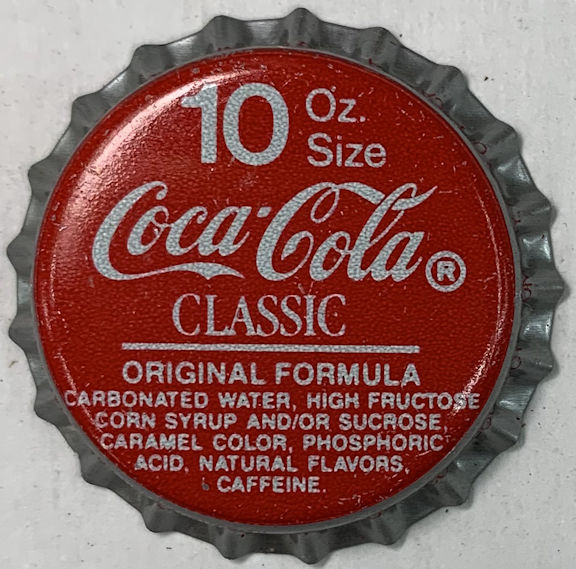 10 Oz.
Size
Coca-Cola ®
CLASSIC
ORIGINAL FORMULA
CARBONATED WATER, HIGH FRUCTOSE
CORN SYRUP AND/OR SUCROSE,
CARAMEL COLOR, PHOSPHORIC
ACID, NATURAL FLAVORS,
CAFFEINE.